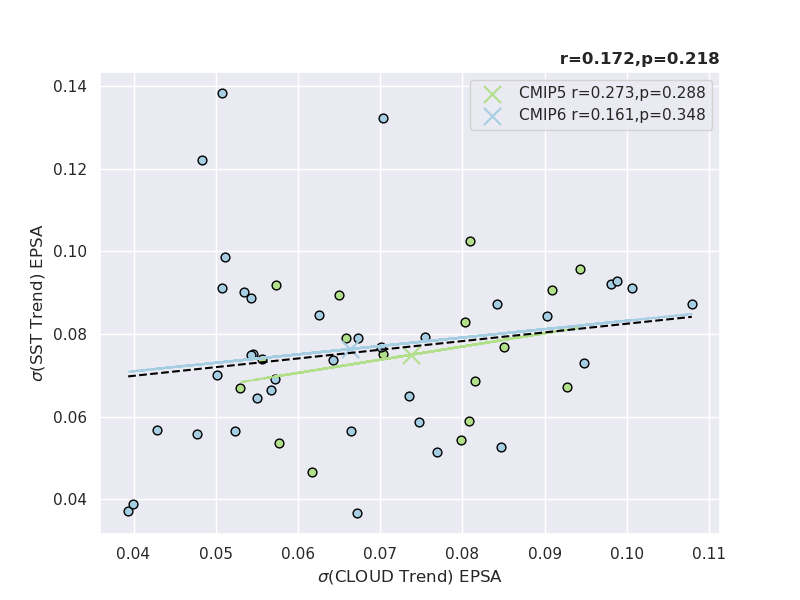 r=0.172,p=0.218
CMIP5 r=0.273,p=0.288
CMIP6 r=0.161,p=0.348
0.14
0.12
0.10
0.08
0.06
0.04
σ(SST Trend) EPSA
0.04 0.05 0.06 0.07 0.08 0.09 0.10 0.11
σ(CLOUD Trend) EPSA